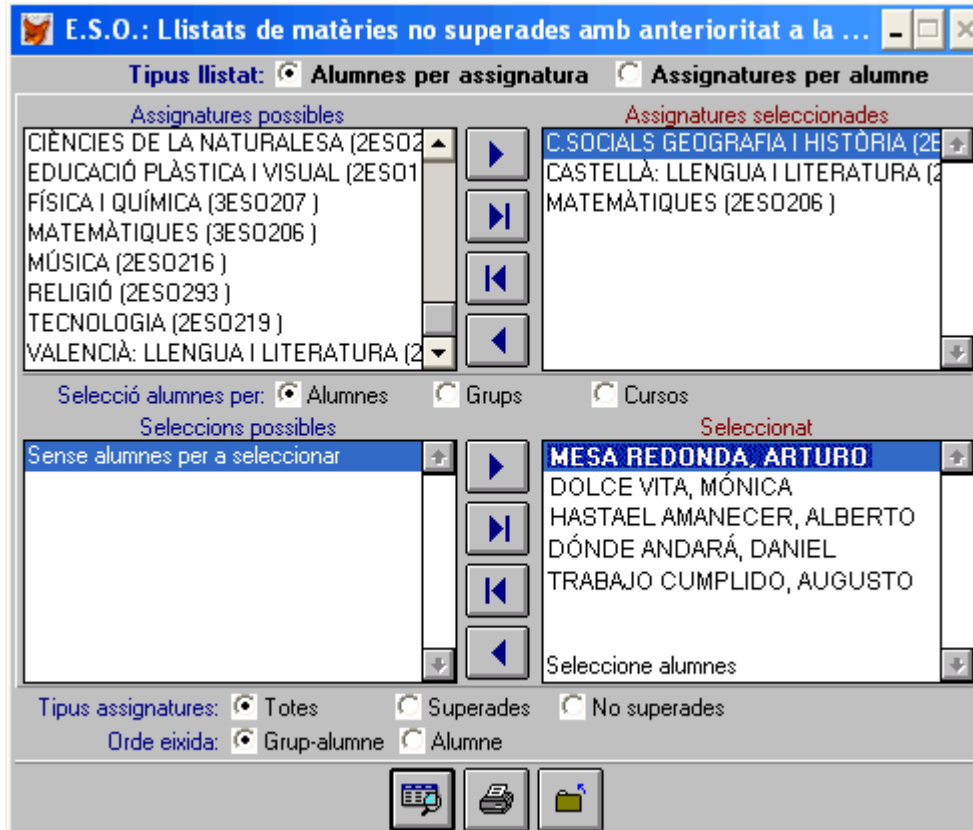 E.S.O.: Llistats de matèries no superades amb anterioritat a la ...
Tipus llistat: Alumnes per assignatura Assignatures per alumne
Assignatures possibles
CIÈNCIES DE LA NATURALESA (2ESO2
EDUCACIÓ PLÀSTICA I VISUAL (2ESO1
FÍSICA I QUÍMICA (3ESO207 )
MATEMÀTIQUES (3ESO206 )
MÚSICA (2ESO216 )
RELIGIÓ (2ESO293 )
TECNOLOGIA (2ESO219 )
VALENCIÀ: LLENGUA I LITERATURA (2
Assignatures seleccionades
C.SOCIALS GEOGRAFIA I HISTÒRIA (2E
CASTELLÀ: LLENGUA I LITERATURA (2
MATEMÀTIQUES (2ESO206 )
Selecció alumnes per: Alumnes Grups Cursos
Seleccions possibles
Sense alumnes per a seleccionar
Seleccionat
MESA REDONDA, ARTURO
DOLCE VITA, MÓNICA
HASTAEL AMANECER, ALBERTO
DÓNDE ANDARÁ, DANIEL
TRABAJO CUMPLIDO, AUGUSTO
Seleccione alumnes
Tipus assignatures: Totes Superades No superades
Orde eixida: Grup-alumne Alumne